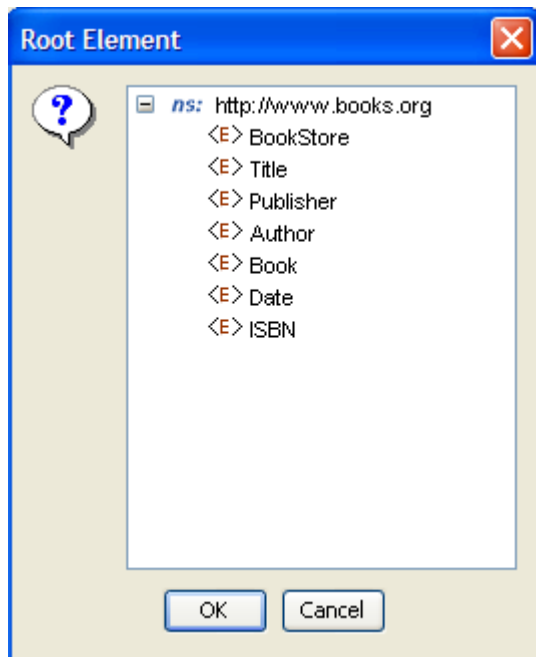 Root Element
ns: http://www.books.org
<E> BookStore
<E> Title
<E> Publisher
<E> Author
<E> Book
<E> Date
<E> ISBN
OK Cancel